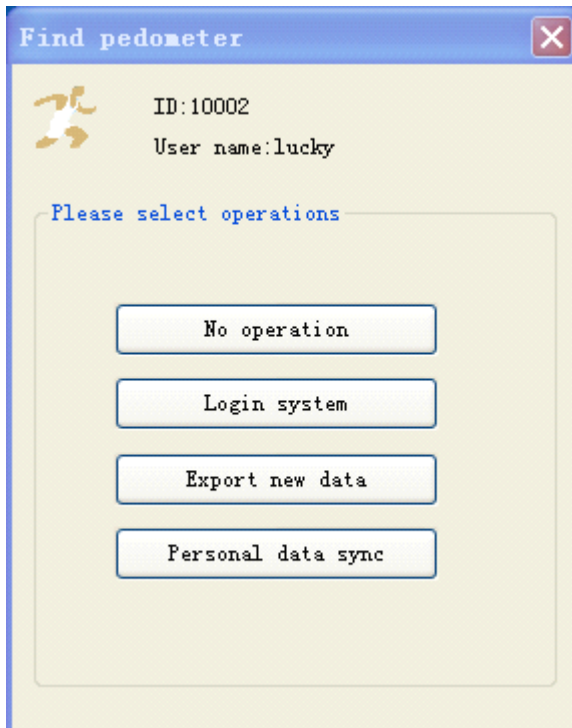 Find pedometer
ID:10002
User name:lucky
Please select operations
No operation
Login system
Export new data
Personal data sync